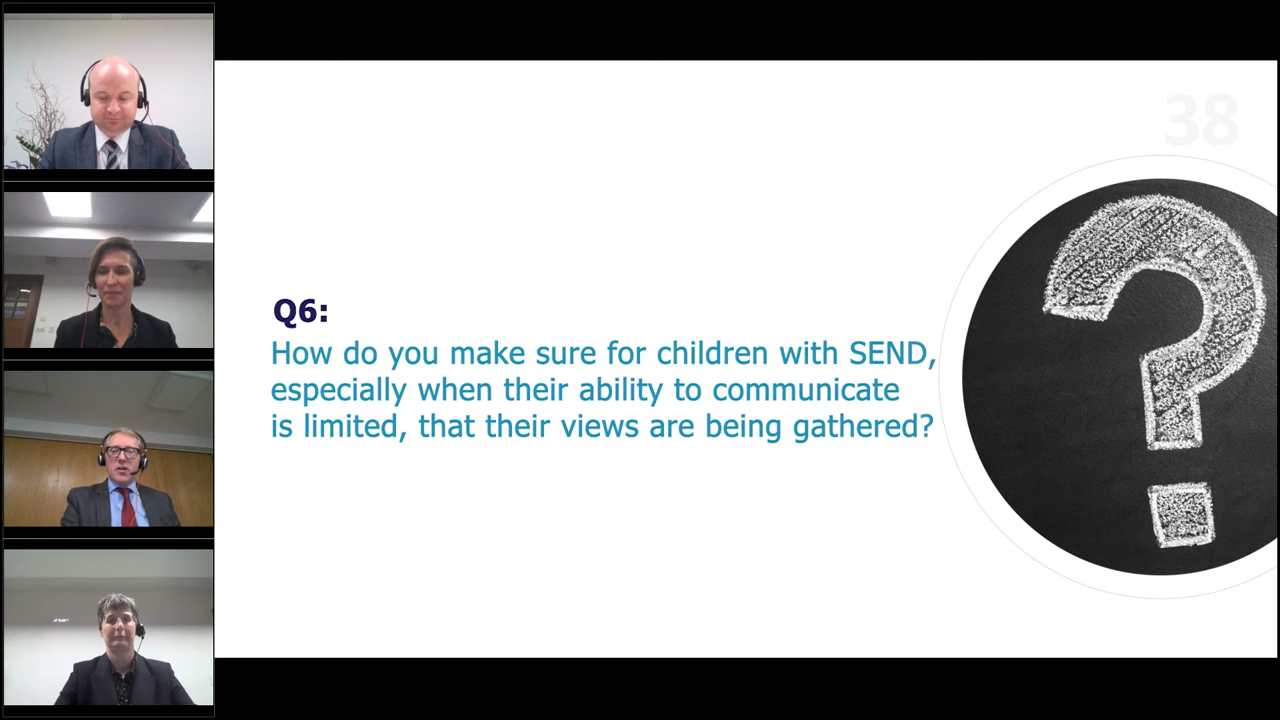 38
Q6:
How do you make sure for children with SEND,
especially when their ability to communicate
is limited, that their views are being gathered?